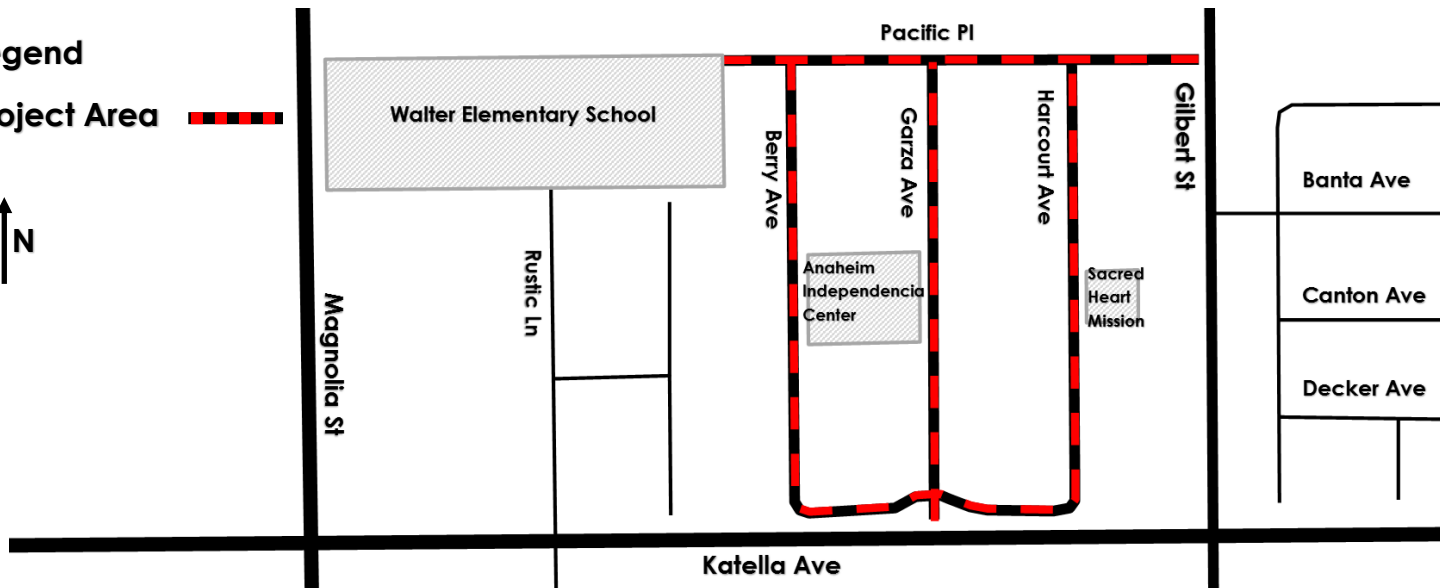 egend
oject Area
N
Pacific Pl
Walter Elementary School
Berry Ave
Garza Ave
Harcourt Ave
Gilbert St
Banta Ave
Rustic Ln
Anaheim
Independencia
Center
Sacred
Heart
Mission
Canton Ave
Magnolia St
Decker Ave
Katella Ave